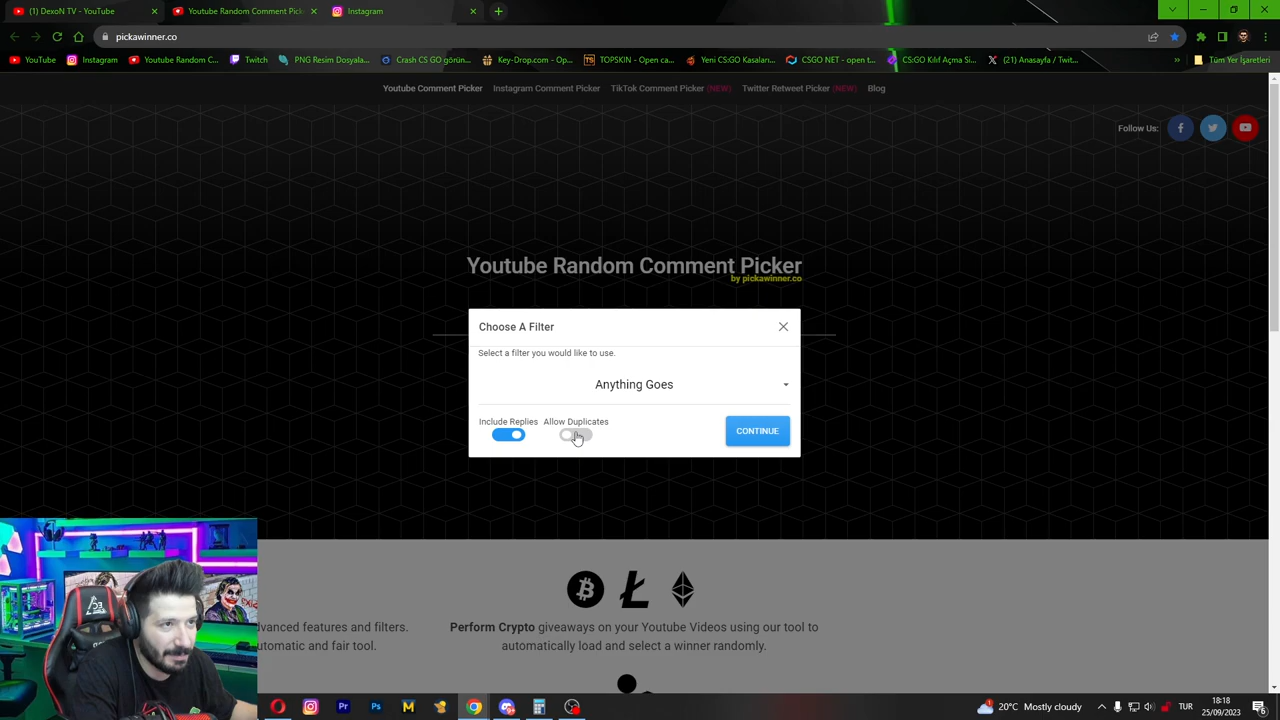 (1) DexoN TV - YouTube
YouTube Random Comment Pick
Instagram
pickawinner.co
YouTube
Instagram
Youtube Random C...
Twitch
PNG Resim Dosyala...
Crash CS GO görün...
Key-Drop.com - Op...
TOPSKIN - Open ca...
Yeni CS:GO Kasaları...
CSGO NET - open t...
CS:GO Kılıf Açma Si...
(21) Anasayfa / Twit...
»
Tüm Yer İşaretleri
Youtube Comment Picker
Instagram Comment Picker
TikTok Comment Picker (NEW)
Twitter Retweet Picker (NEW)
Blog
Follow Us:
Youtube Random Comment Picker
by pickawinner.co
Choose A Filter
Select a filter you would like to use.
Anything Goes
Include Replies
Allow Duplicates
CONTINUE
dvanced features and filters.
utomatic and fair tool.
Perform Crypto giveaways on your Youtube Videos using our tool to
automatically load and select a winner randomly.
20°C Mostly cloudy
TUR
18:18
25/09/2023